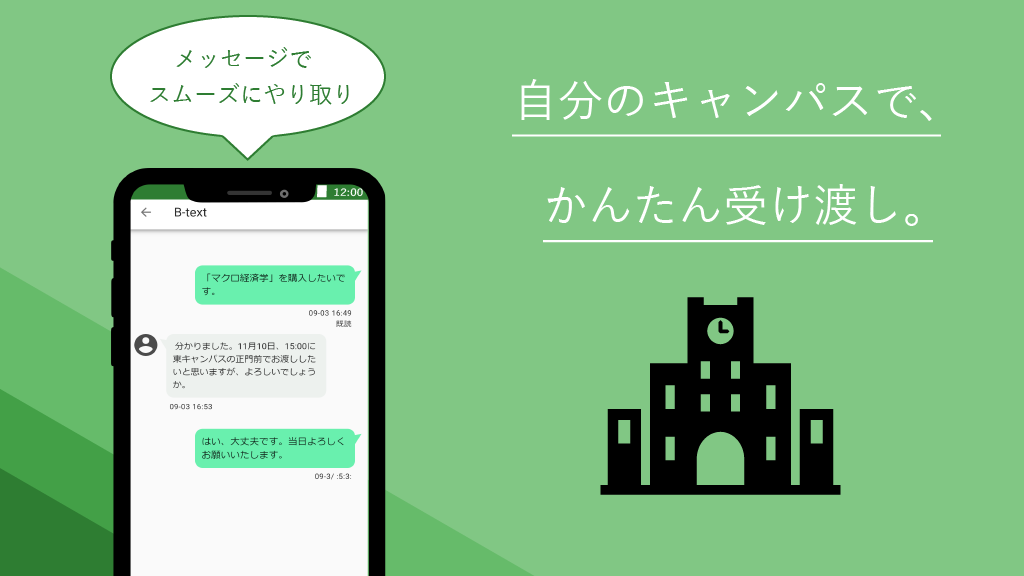 メッセージで
スムーズにやり取り
自分のキャンパスで、
かんたん受け渡し。
12:00
B-text
「マクロ経済学」を購入したいで
す。
09-03 16:49
既読
分かりました。11月10日、15:00に
東キャンパスの正門前でお渡しした
いと思いますが、よろしいでしょう
か。
09-03 16:53
はい、大丈夫です。当日よろしく
お願いいたします。
09-3/ :5:3: